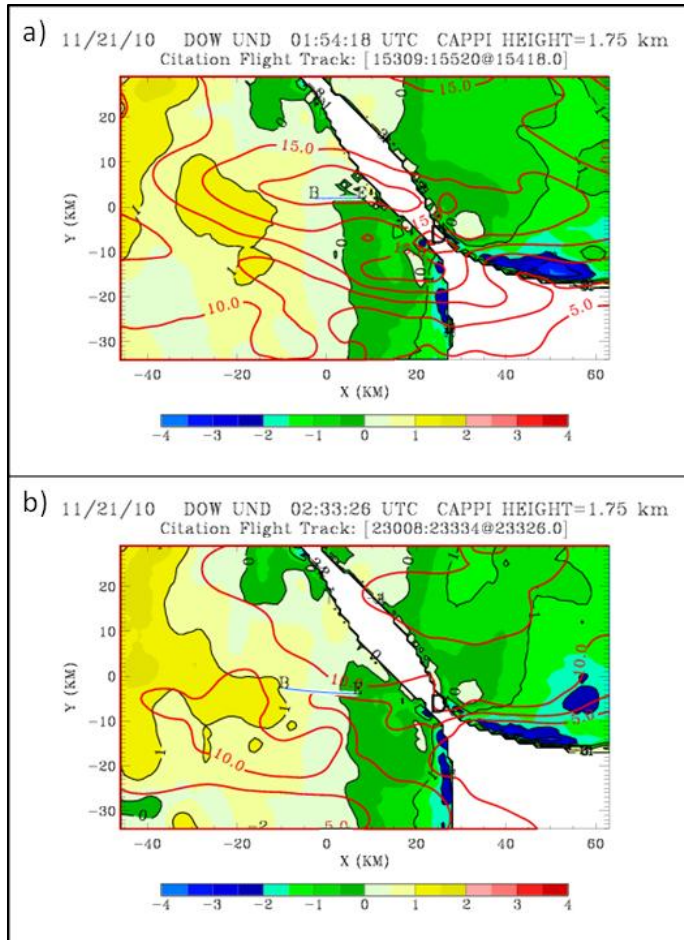 a)
11/21/10 DOW UND 01:54:18 UTC CAPPI HEIGHT=1.75 km
Citation Flight Track: [15309:15520@15418.0]
15.0
15.0
15.0
10.0
5.0
B E
Y (KM)
20
10
0
-10
-20
-30
-40 -20 0 20 40 60
X (KM)
-4 -3 -2 -1 0 1 2 3 4
b)
11/21/10 DOW UND 02:33:26 UTC CAPPI HEIGHT=1.75 km
Citation Flight Track: [23008:23334@23326.0]
10.0
10.0
5.0
10.0
5.0
B E
Y (KM)
20
10
0
-10
-20
-30
-40 -20 0 20 40 60
X (KM)
-4 -3 -2 -1 0 1 2 3 4